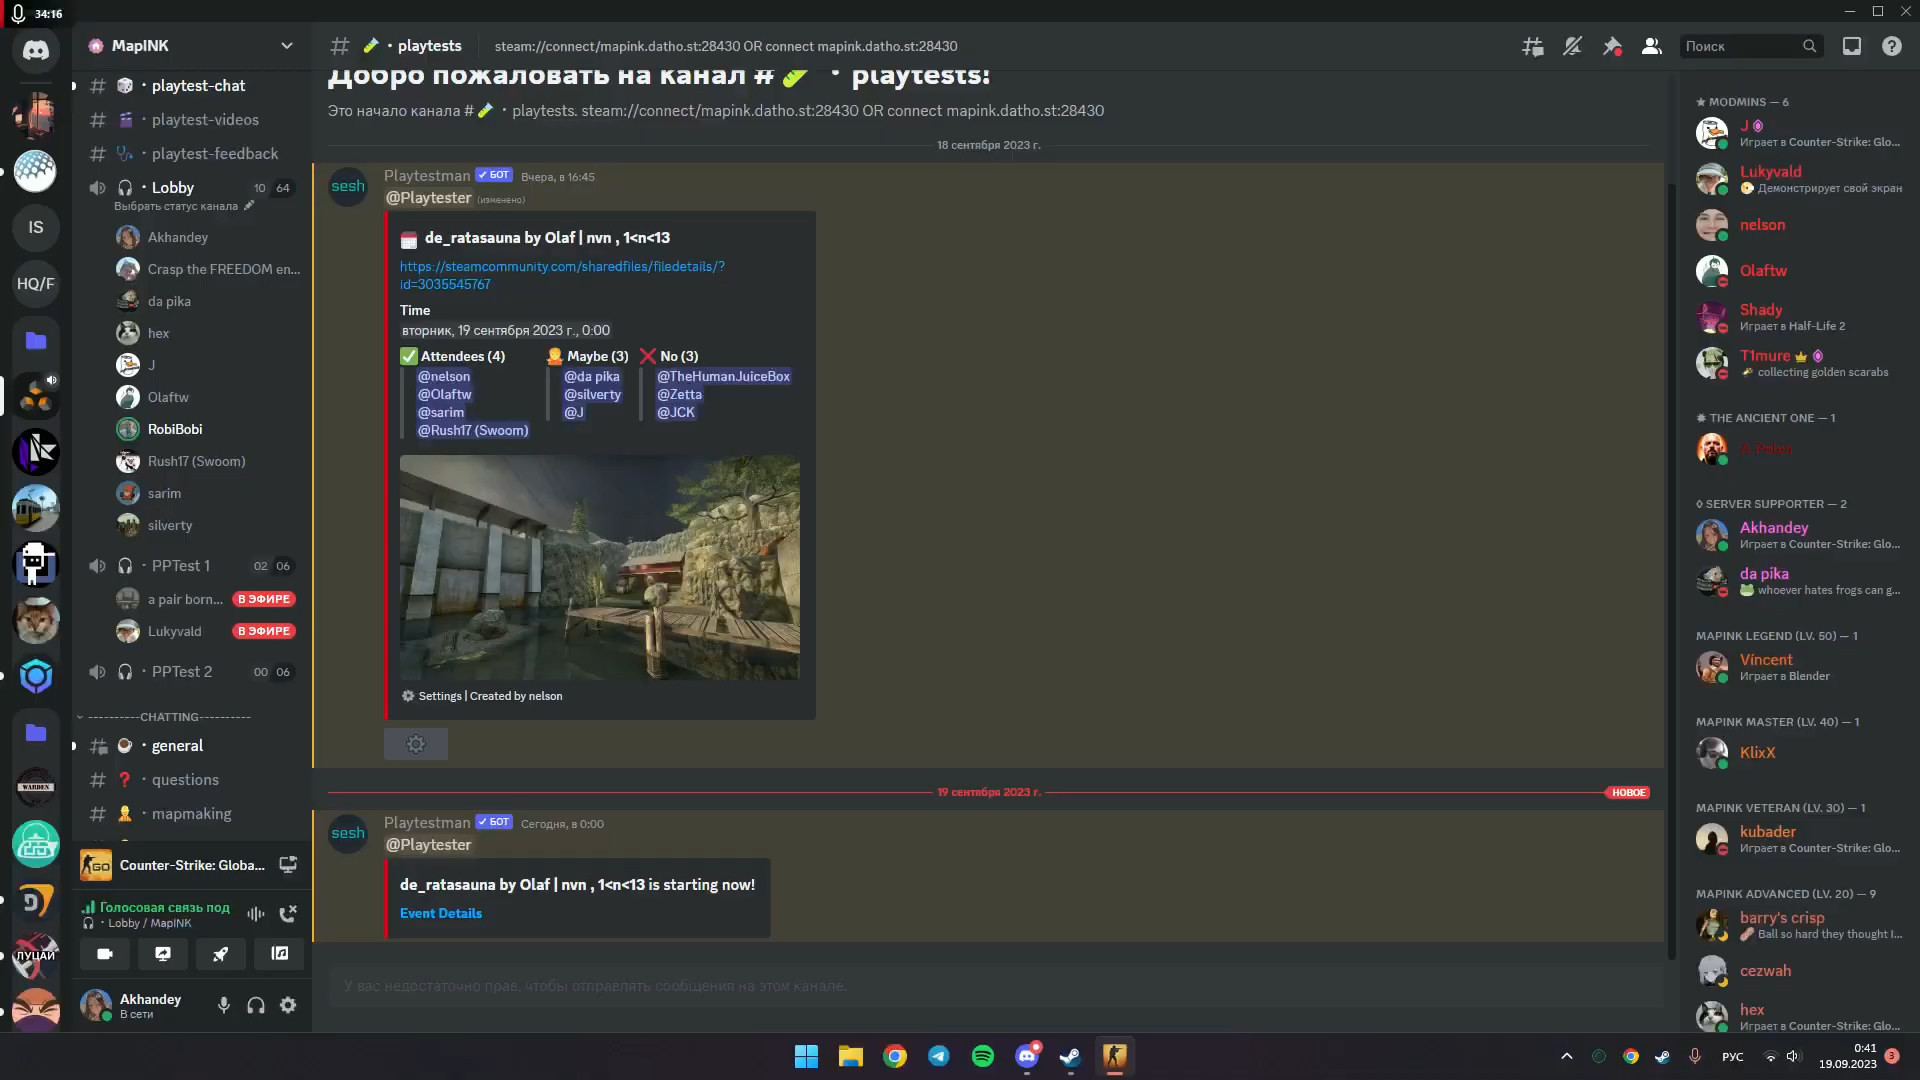 34:16
MapINK
playtests
steam://connect/mapink.datho.st:28430 OR connect mapink.datho.st:28430
Поиск
IS
HQ/F
WARDEN
ЛУЦАЙ
playtest-chat
playtest-videos
playtest-feedback
Lobby
10 64
Выбрать статус канала
Akhandey
Crasp the FREEDOM en...
da pika
hex
J
Olaftw
RobiBobi
Rush17 (Swoom)
sarim
silverty
PPTest 1
02 06
a pair born... В ЭФИРЕ
Lukyvald В ЭФИРЕ
PPTest 2
00 06
----------CHATTING----------
general
questions
mapmaking
GO
Counter-Strike: Globa...
Голосовая связь под
Lobby / MapINK
Akhandey
В сети
Добро пожаловать на канал # · playtests!
Это начало канала # · playtests. steam://connect/mapink.datho.st:28430 OR connect mapink.datho.st:28430
18 сентября 2023 г.
sesh
Playtestman БОТ Вчера, в 16:45
@Playtester (изменено)
de_ratasauna by Olaf | nvn , 1<n<13
https://steamcommunity.com/sharedfiles/filedetails/?
id=3035545767
Time
вторник, 19 сентября 2023 г., 0:00
Attendees (4)
@nelson
@Olaftw
@sarim
@Rush17 (Swoom)
Maybe (3)
@da pika
@silverty
@J
No (3)
@TheHumanJuiceBox
@Zetta
@JCK
Settings | Created by nelson
19 сентября 2023 г. НОВОЕ
sesh
Playtestman БОТ Сегодня, в 0:00
@Playtester
de_ratasauna by Olaf | nvn , 1<n<13 is starting now!
Event Details
У вас недостаточно прав, чтобы отправлять сообщения на этом канале.
MODMINS — 6
J
Играет в Counter-Strike: Glo...
Lukyvald
Демонстрирует свой экран
nelson
Olaftw
Shady
Играет в Half-Life 2
T1mure
collecting golden scarabs
THE ANCIENT ONE — 1
SERVER SUPPORTER — 2
Akhandey
Играет в Counter-Strike: Glo...
da pika
whoever hates frogs can g...
MAPINK LEGEND (LV. 50) — 1
Vincent
Играет в Blender
MAPINK MASTER (LV. 40) — 1
KlixX
MAPINK VETERAN (LV. 30) — 1
kubader
Играет в Counter-Strike: Glo...
MAPINK ADVANCED (LV. 20) — 9
barry's crisp
Ball so hard they thought I...
cezwah
hex
Играет в Counter-Strike: Glo...
РУС
0:41
19.09.2023
3